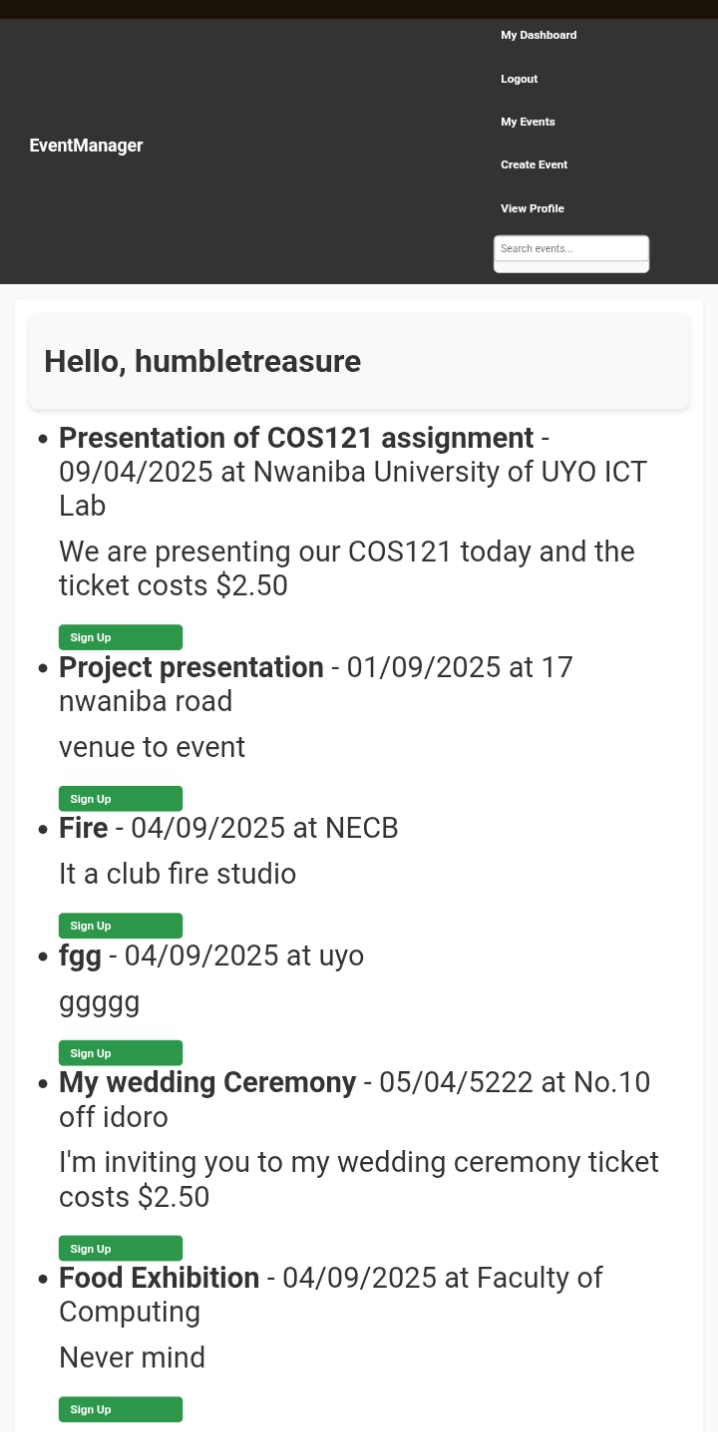 My Dashboard
Logout
My Events
EventManager
Create Event
View Profile
Search events...
Hello, humbletreasure
Presentation of COS121 assignment -
09/04/2025 at Nwaniba University of UYO ICT
Lab
We are presenting our COS121 today and the
ticket costs $2.50
Sign Up
Project presentation - 01/09/2025 at 17
nwaniba road
venue to event
Sign Up
Fire - 04/09/2025 at NECB
It a club fire studio
Sign Up
fgg - 04/09/2025 at uyo
ggggg
Sign Up
My wedding Ceremony - 05/04/5222 at No.10
off idoro
I'm inviting you to my wedding ceremony ticket
costs $2.50
Sign Up
Food Exhibition - 04/09/2025 at Faculty of
Computing
Never mind
Sign Up